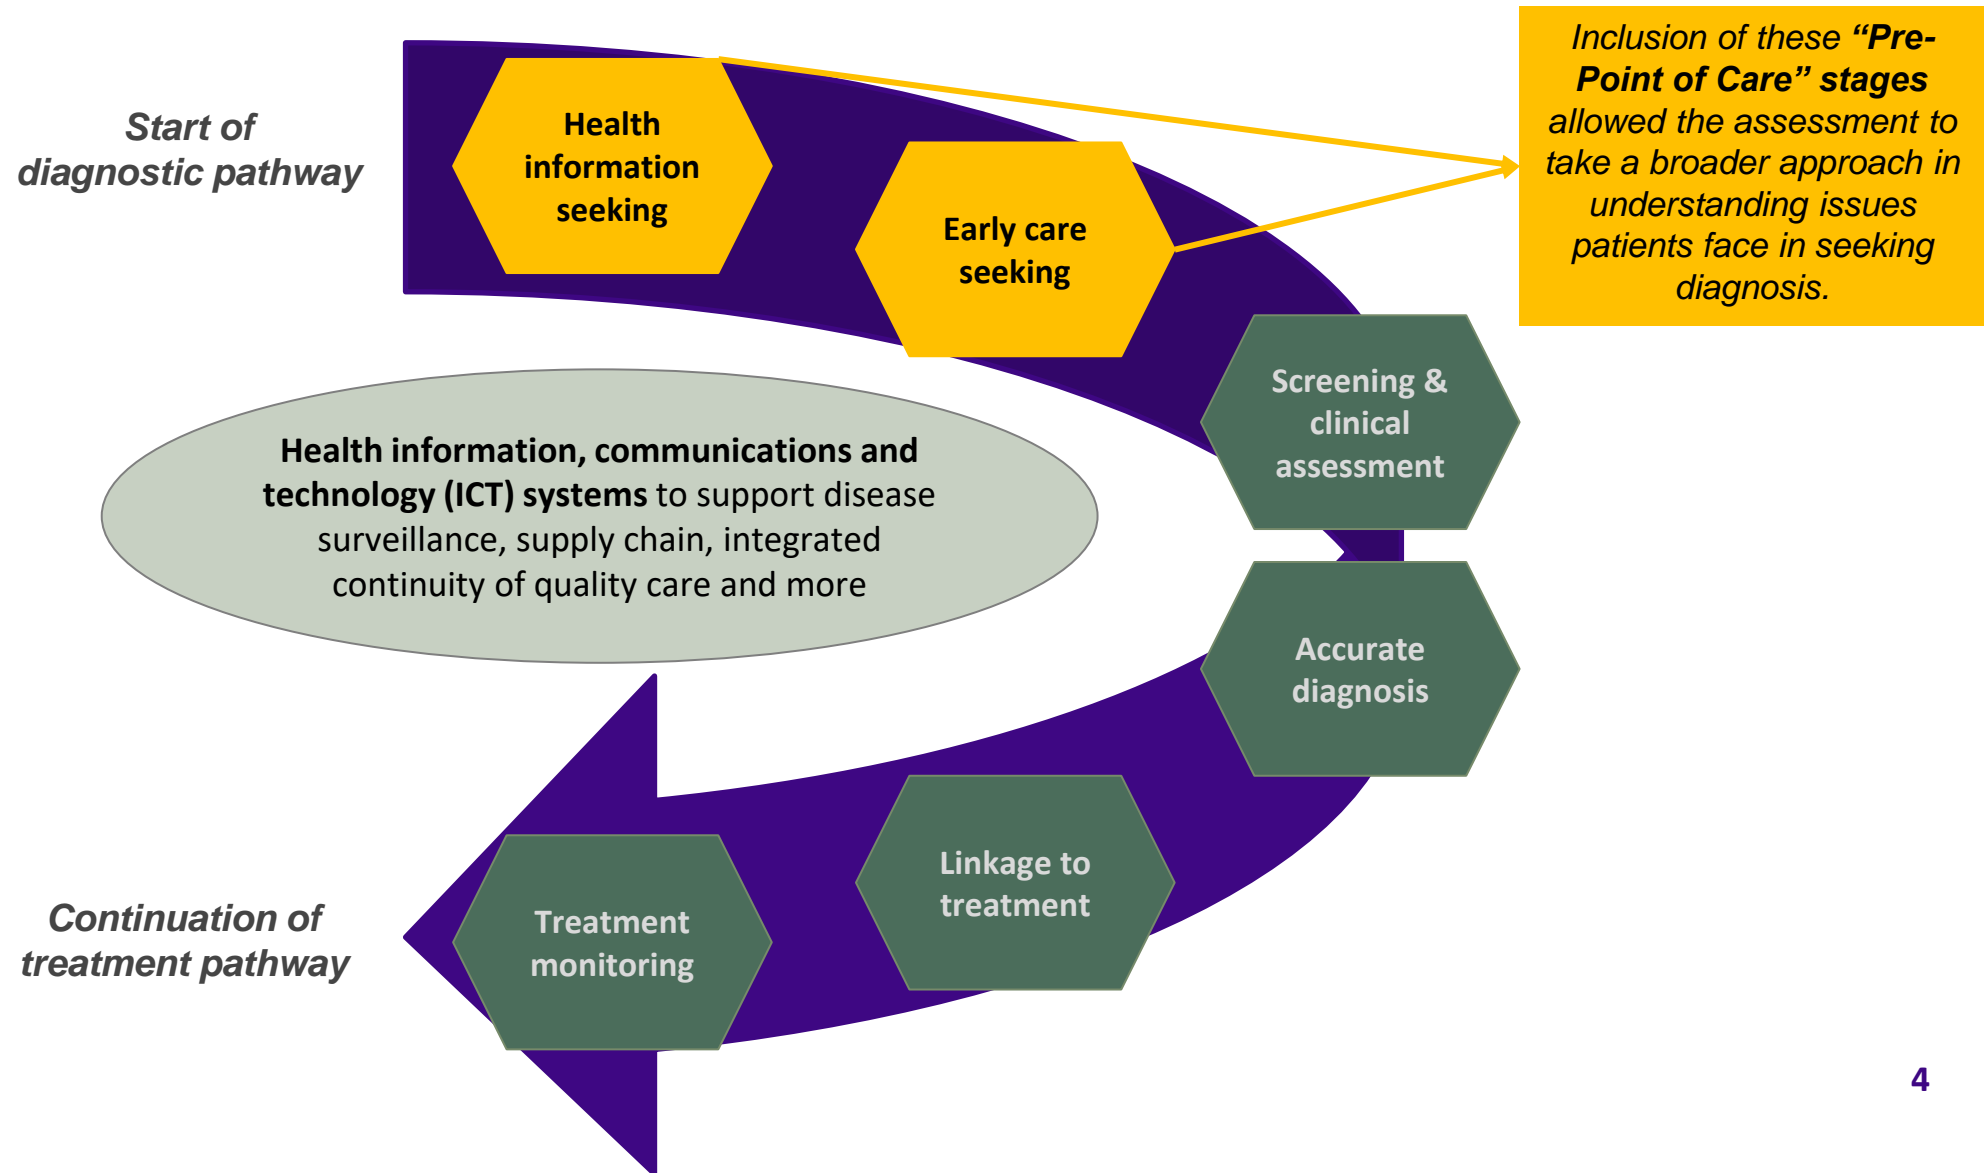 Start of
diagnostic pathway
Health
information
seeking
Early care
seeking
Inclusion of these “Pre-
Point of Care” stages
allowed the assessment to
take a broader approach in
understanding issues
patients face in seeking
diagnosis.
Screening &
clinical
assessment
Health information, communications and
technology (ICT) systems to support disease
surveillance, supply chain, integrated
continuity of quality care and more
Accurate
diagnosis
Linkage to
treatment
Treatment
monitoring
Continuation of
treatment pathway
4